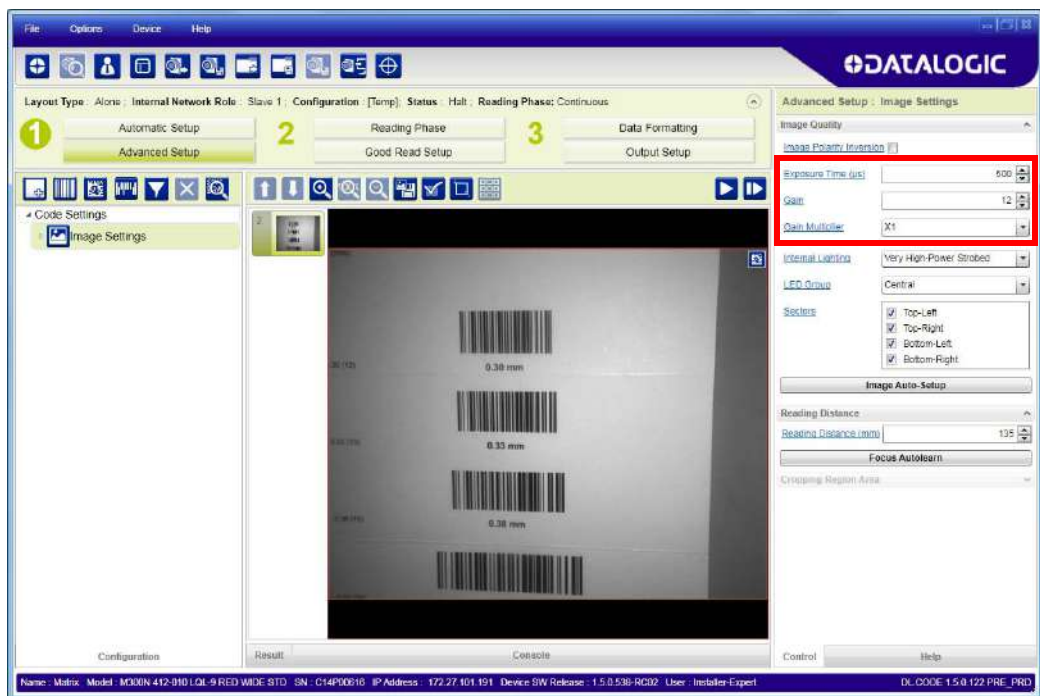 File Options Device Help
DATALOGIC
Layout Type : Alone ; Internal Network Role : Slave 1 ; Configuration : [Temp]; Status : Halt ; Reading Phase: Continuous
1 Automatic Setup 2 Reading Phase 3 Data Formatting
Advanced Setup Good Read Setup Output Setup
Code Settings
Image Settings
2
0.30 mm
0.33 mm
0.38 mm
Configuration
Result Console
Advanced Setup : Image Settings
Image Quality
Image Polarity Inversion
Exposure Time (µs) 500
Gain 12
Gain Multiplier X1
Internal Lighting Very High-Power Strobed
LED Group Central
Sectors Top-Left
Top-Right
Bottom-Left
Bottom-Right
Image Auto-Setup
Reading Distance
Reading Distance (mm) 135
Focus Autolearn
Cropping Region Area
Control Help
Name : Matrix Model : M300N 412-010 LQL-9 RED WIDE STD SN : C14P00616 IP Address : 172.27.101.191 Device SW Release : 1.5.0.538-RC02 User : Installer-Expert DL.CODE 1.5.0.122 PRE_PRD